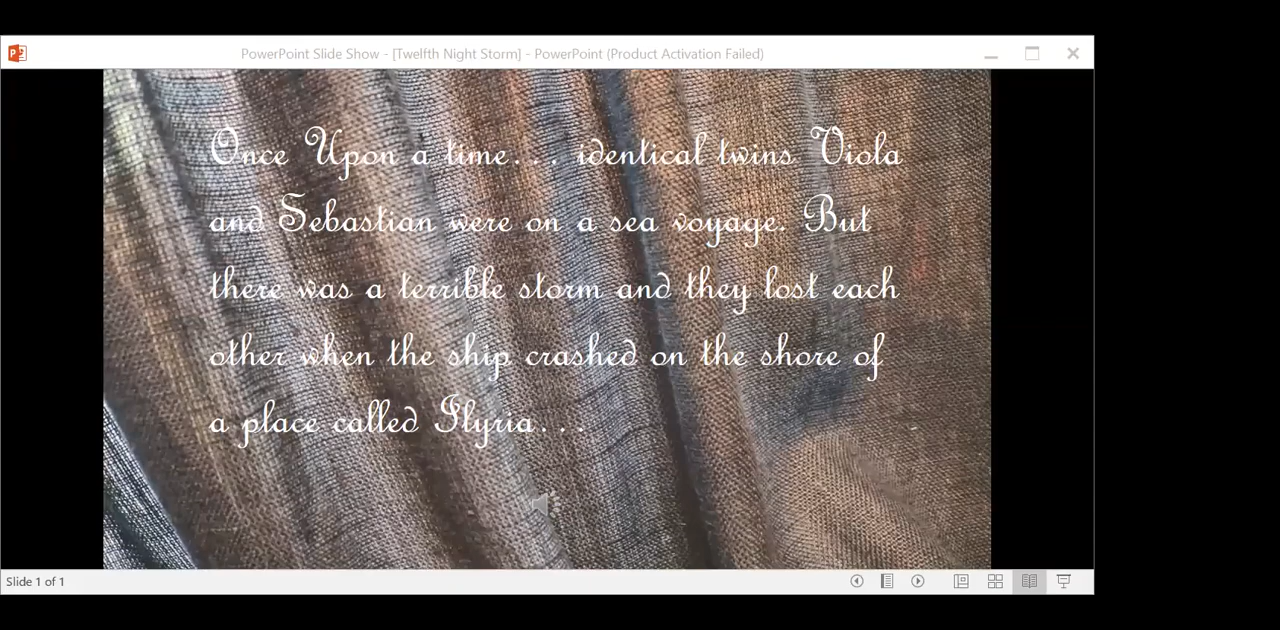 PowerPoint Slide Show - [Twelfth Night Storm] - PowerPoint (Product Activation Failed)
Once Upon a time... identical twins Viola
and Sebastian were on a sea voyage. But
there was a terrible storm and they lost each
other when the ship crashed on the shore of
a place called Ilyria...
Slide 1 of 1